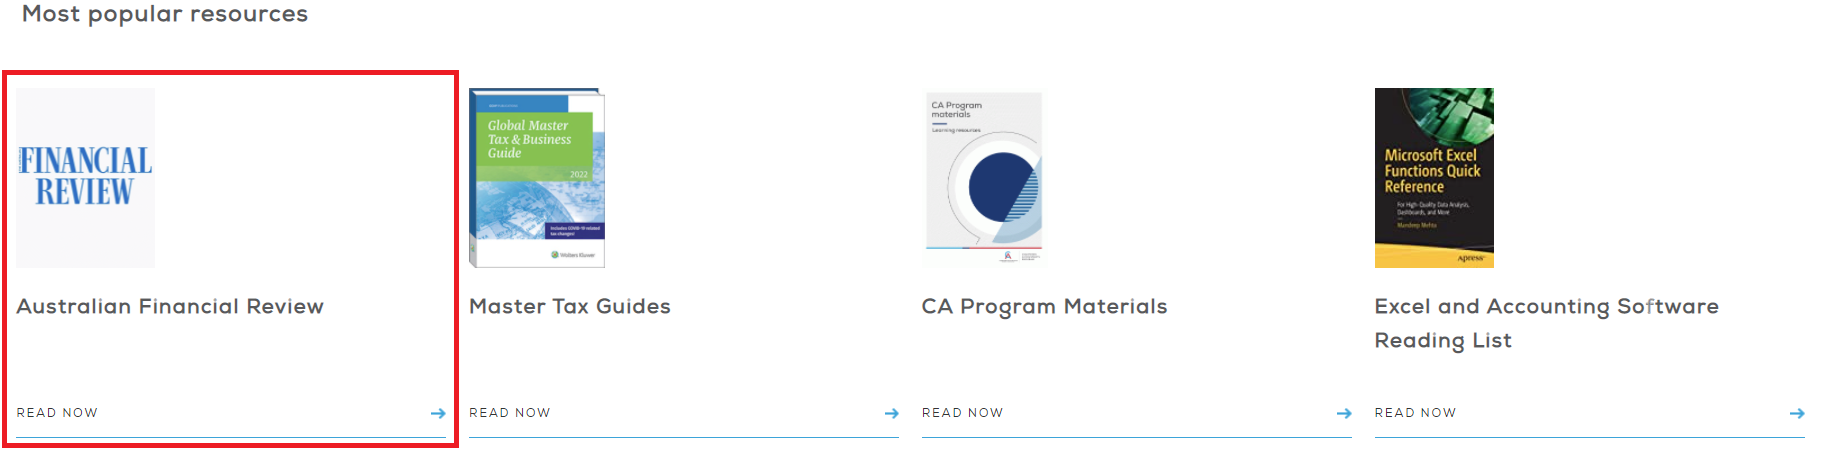 Most popular resources
FINANCIAL
REVIEW
Australian Financial Review
READ NOW
Global Master
Tax & Business
Guide
2022
Includes COVID-19 related
tax changes!
Wolters Kluwer
Master Tax Guides
READ NOW
CA Program
materials
Learning resources
CA Program Materials
READ NOW
Microsoft Excel
Functions Quick
Reference
For High-Quality Data Analysis,
Dashboards, and More
Mandeep Mehta
Apress®
Excel and Accounting Software
Reading List
READ NOW